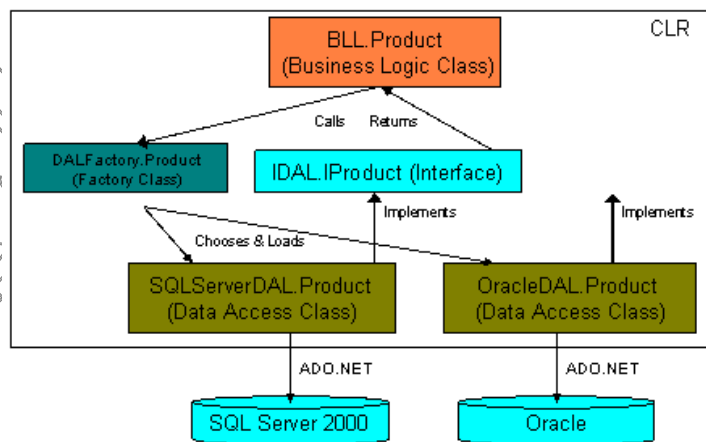 CLR
BLL.Product
(Business Logic Class)
Calls
Returns
DALFactory.Product
(Factory Class)
IDAL.IProduct (Interface)
Implements
Implements
Chooses & Loads
SQLServerDAL.Product
(Data Access Class)
OracleDAL.Product
(Data Access Class)
ADO.NET
ADO.NET
SQL Server 2000
Oracle